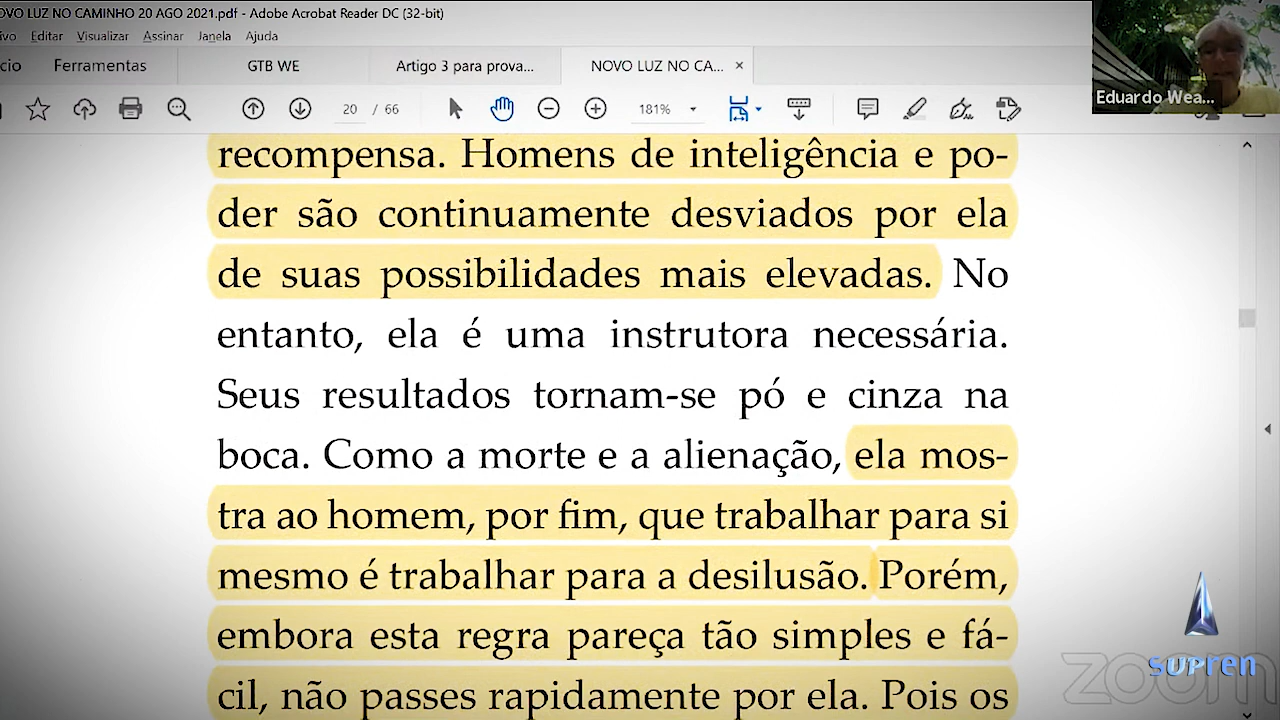 OVO LUZ NO CAMINHO 20 AGO 2021.pdf - Adobe Acrobat Reader DC (32-bit)
ivo Editar Visualizar Assinar Janela Ajuda
cio Ferramentas GTB WE Artigo 3 para prova... NOVO LUZ NO CA... ×
20 / 66 181%
Eduardo Wea...
recompensa. Homens de inteligência e po-
der são continuamente desviados por ela
de suas possibilidades mais elevadas. No
entanto, ela é uma instrutora necessária.
Seus resultados tornam-se pó e cinza na
boca. Como a morte e a alienação, ela mos-
tra ao homem, por fim, que trabalhar para si
mesmo é trabalhar para a desilusão. Porém,
embora esta regra pareça tão simples e fá-
cil, não passes rapidamente por ela. Pois os
supren
zoom